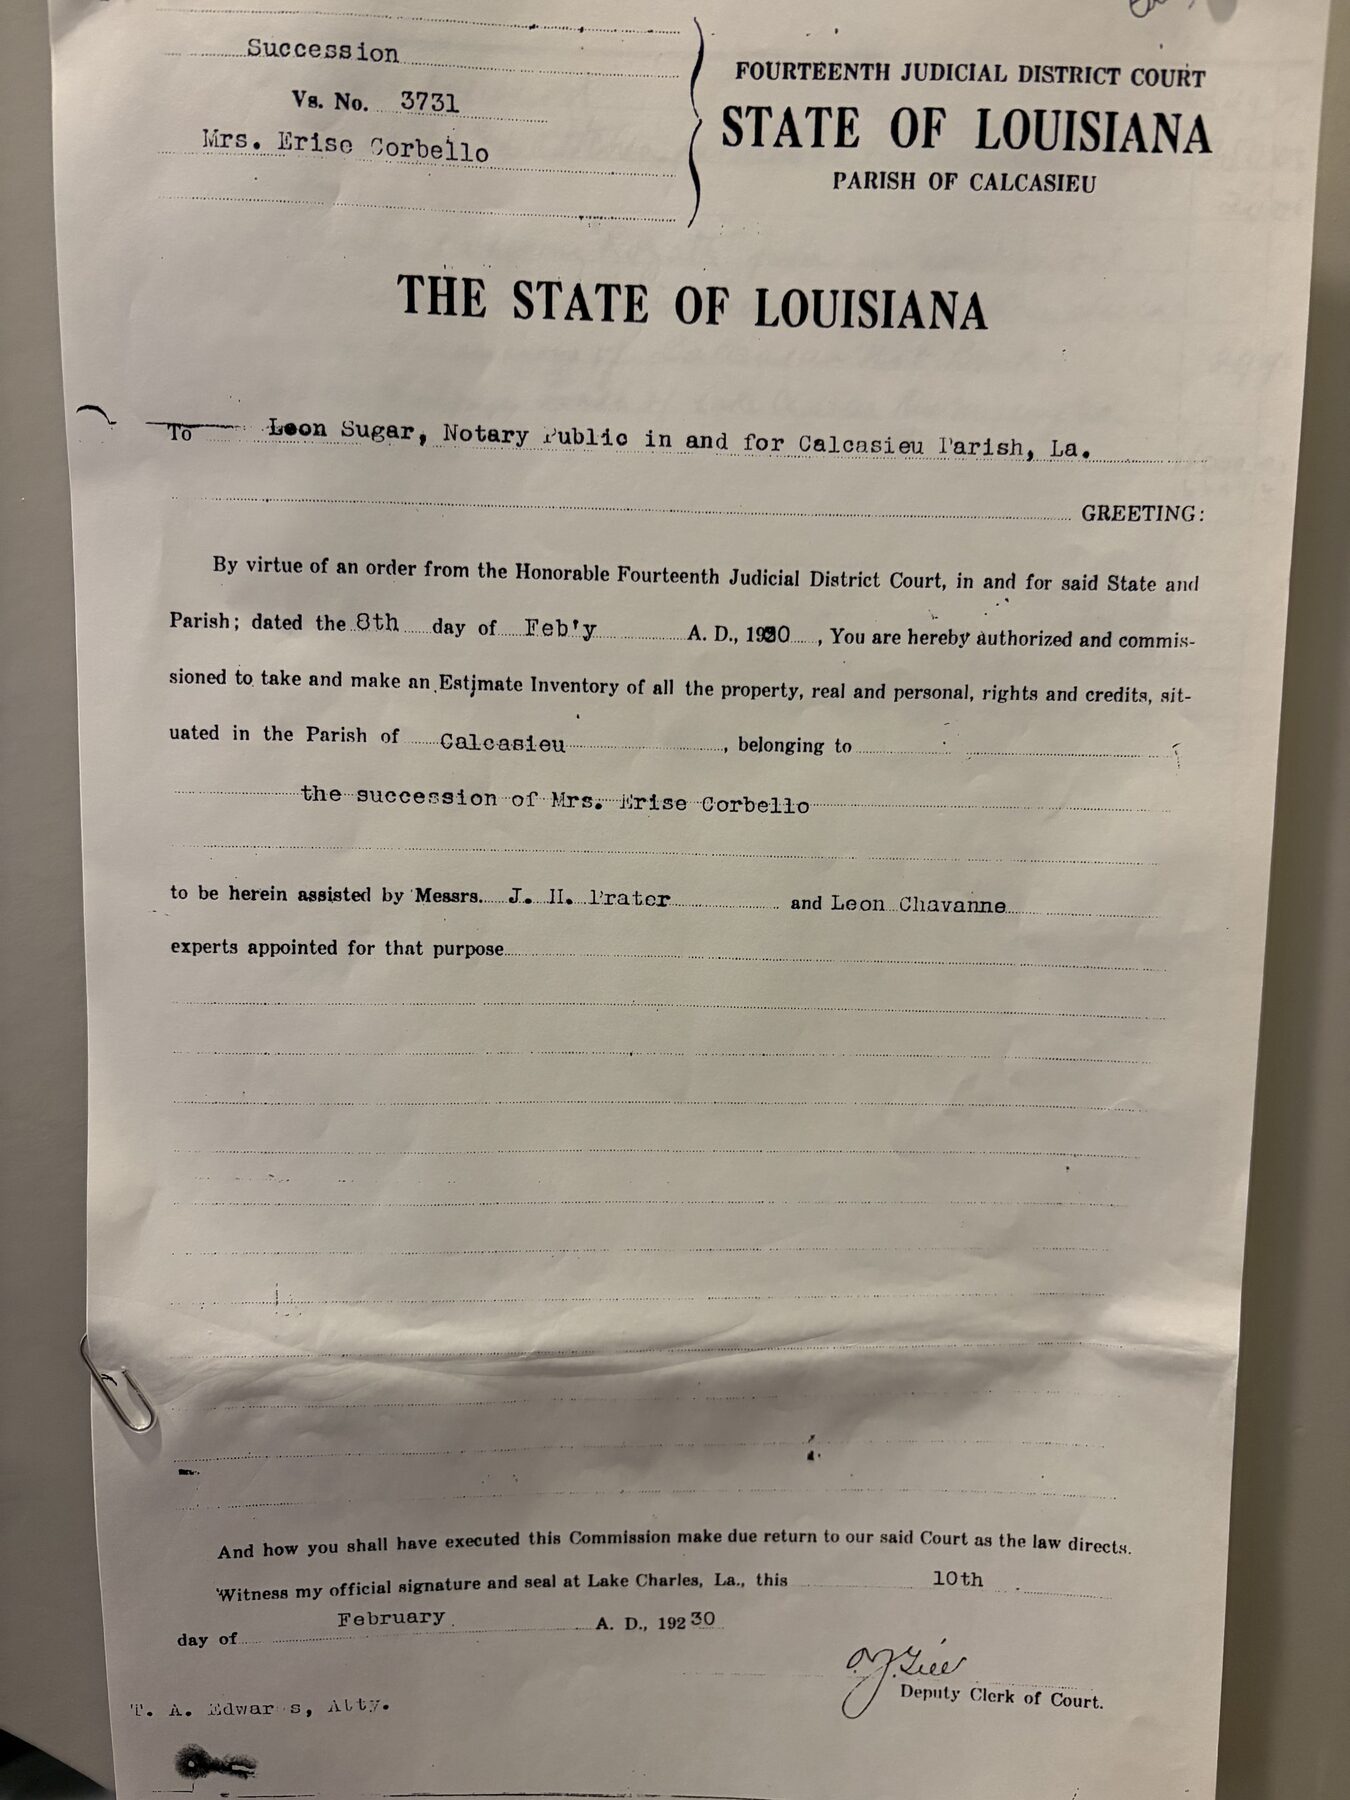 Succession
Vs. No. 3731
Mrs. Erise Corbello
FOURTEENTH JUDICIAL DISTRICT COURT
STATE OF LOUISIANA
PARISH OF CALCASIEU
THE STATE OF LOUISIANA
To Leon Sugar, Notary Public in and for Calcasieu Parish, La.
GREETING:
By virtue of an order from the Honorable Fourteenth Judicial District Court, in and for said State and
Parish; dated the 8th day of Feb'y A. D., 1930, You are hereby authorized and commis-
sioned to take and make an Estimate Inventory of all the property, real and personal, rights and credits, sit-
uated in the Parish of Calcasieu, belonging to
the succession of Mrs. Erise Corbello
to be herein assisted by Messrs. J. H. Prater and Leon Chavanne
experts appointed for that purpose
And how you shall have executed this Commission make due return to our said Court as the law directs.
Witness my official signature and seal at Lake Charles, La., this 10th
day of February A. D., 192 30
Deputy Clerk of Court.
T. A. Edwards, Atty.